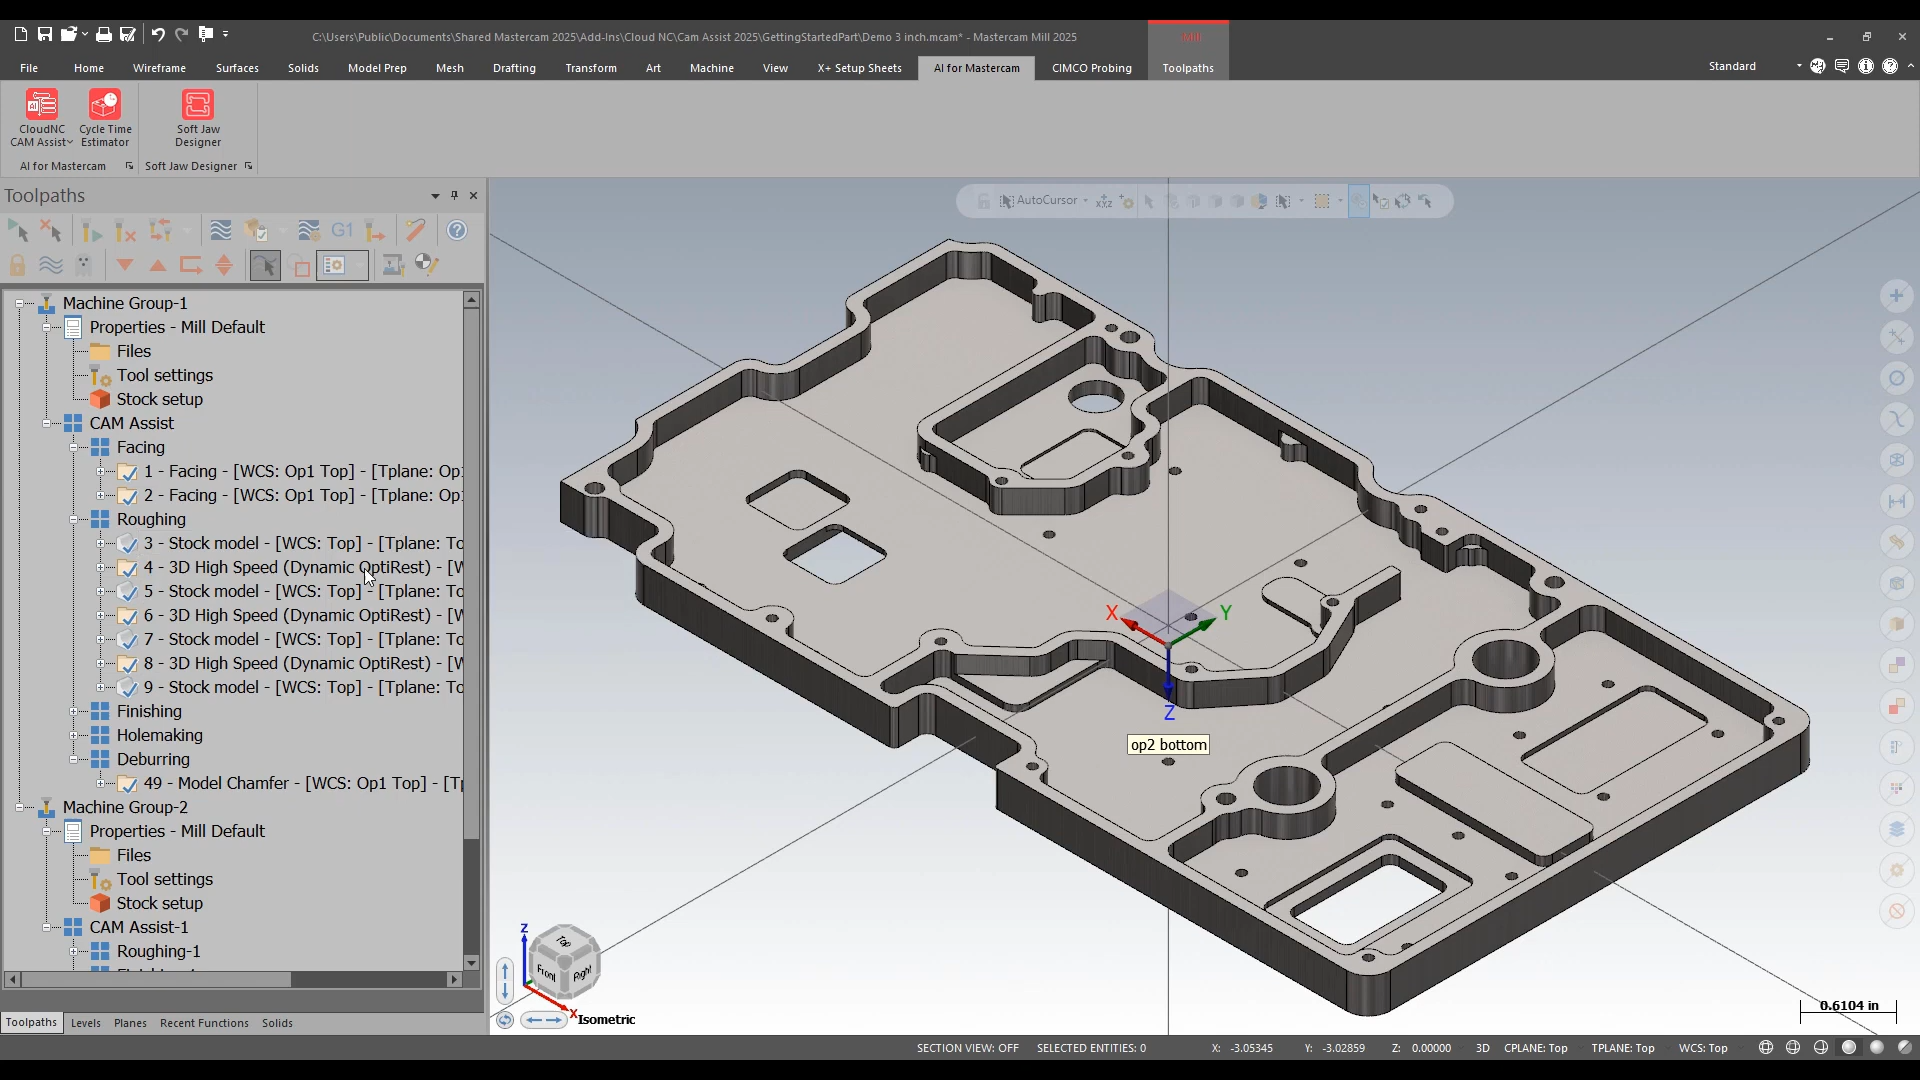 C:\Users\Public\Documents\Shared Mastercam 2025\Add-Ins\Cloud NC\Cam Assist 2025\GettingStartedPart\Demo 3 inch.mcam* - Mastercam Mill 2025
Mill
File Home Wireframe Surfaces Solids Model Prep Mesh Drafting Transform Art Machine View X+ Setup Sheets AI for Mastercam CIMCO Probing Toolpaths Standard
CloudNC CAM Assist
Cycle Time Estimator
Soft Jaw Designer
AI for Mastercam
Soft Jaw Designer
Toolpaths
AutoCursor
G1
Machine Group-1
Properties - Mill Default
Files
Tool settings
Stock setup
CAM Assist
Facing
1 - Facing - [WCS: Op1 Top] - [Tplane: Op
2 - Facing - [WCS: Op1 Top] - [Tplane: Op
Roughing
3 - Stock model - [WCS: Top] - [Tplane: To
4 - 3D High Speed (Dynamic OptiRest) - [W
5 - Stock model - [WCS: Top] - [Tplane: To
6 - 3D High Speed (Dynamic OptiRest) - [W
7 - Stock model - [WCS: Top] - [Tplane: To
8 - 3D High Speed (Dynamic OptiRest) - [W
9 - Stock model - [WCS: Top] - [Tplane: To
Finishing
Holemaking
Deburring
49 - Model Chamfer - [WCS: Op1 Top] - [Tp
Machine Group-2
Properties - Mill Default
Files
Tool settings
Stock setup
CAM Assist-1
Roughing-1
X
Y
Z
op2 bottom
Z
Top
Front
Right
X
Isometric
0.6104 in
Toolpaths Levels Planes Recent Functions Solids
SECTION VIEW: OFF SELECTED ENTITIES: 0 X: -3.05345 Y: -3.02859 Z: 0.00000 3D CPLANE: Top TPLANE: Top WCS: Top